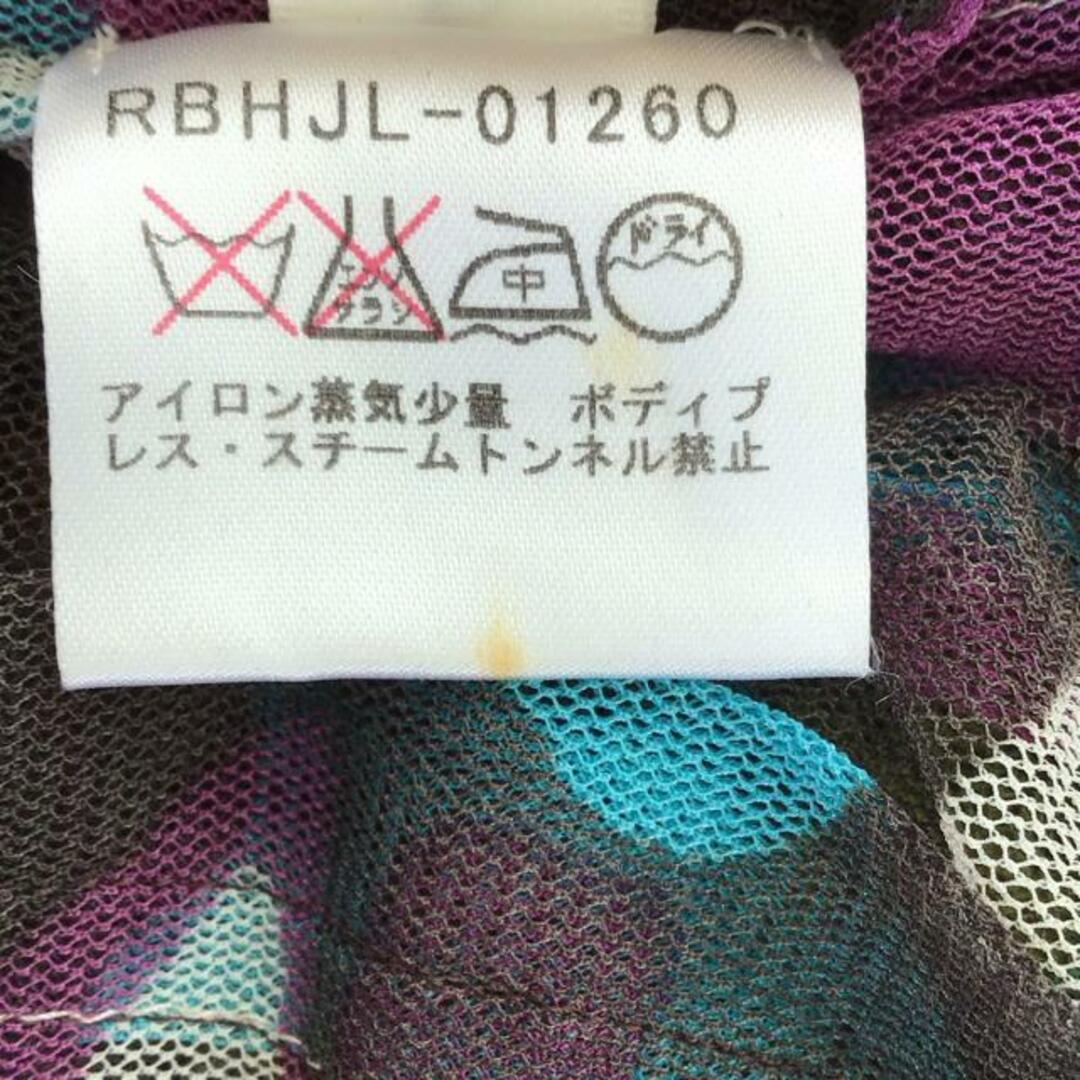 RBHJL-01260
エンソ
サラシ
中
ドライ
アイロン蒸気少量　ボディプ
レス・スチームトンネル禁止